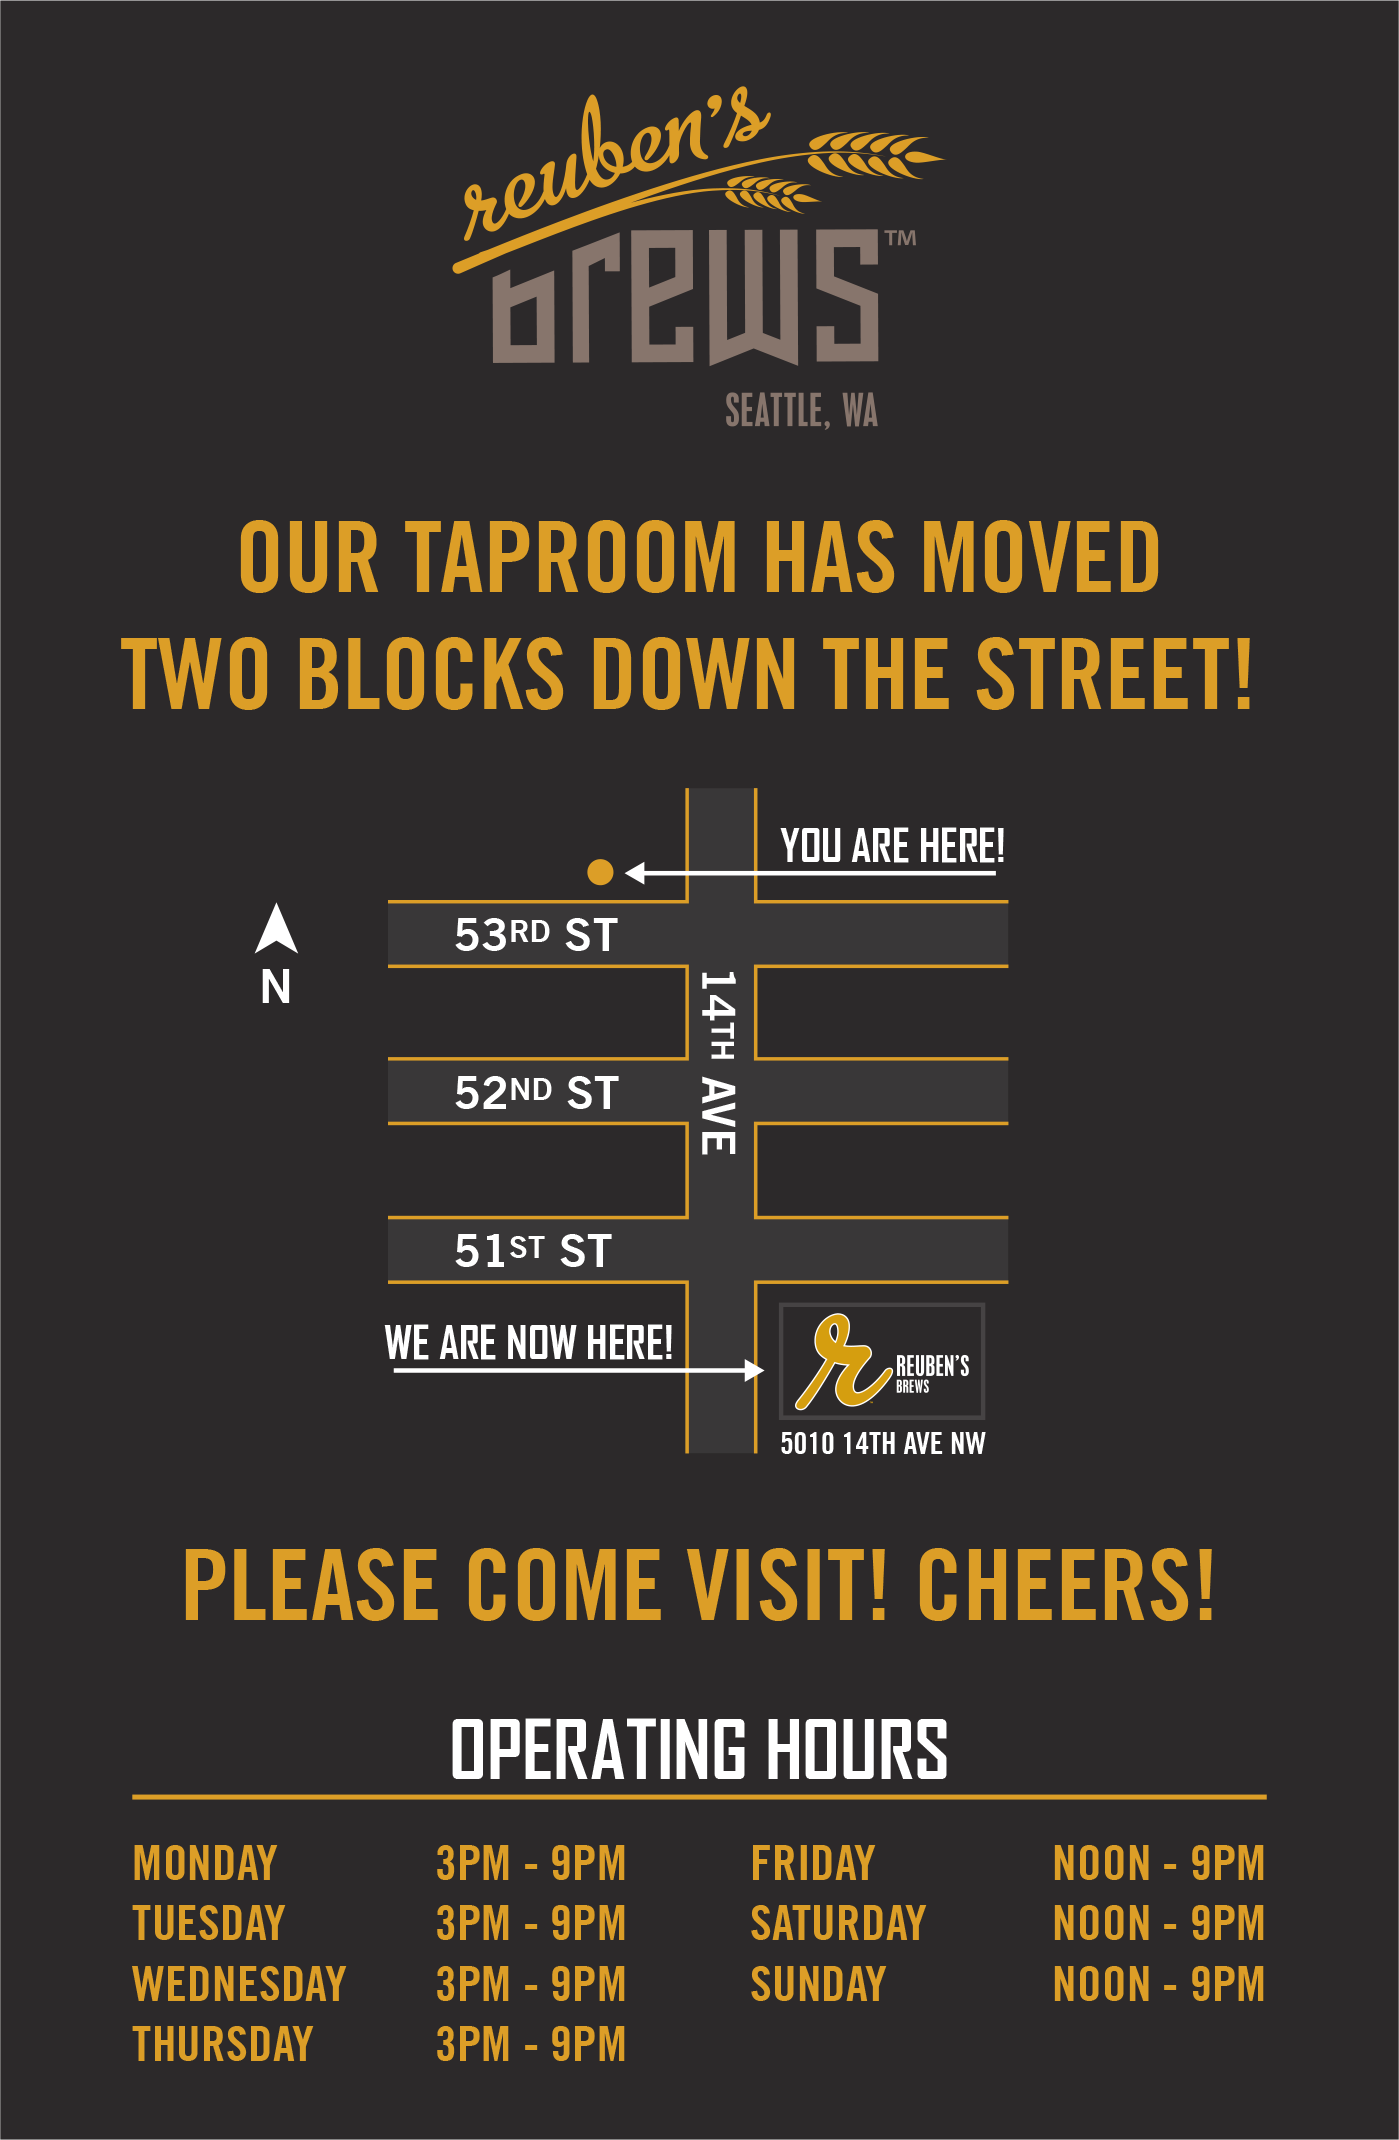 reuben's
brews™
SEATTLE, WA
OUR TAPROOM HAS MOVED
TWO BLOCKS DOWN THE STREET!
YOU ARE HERE!
53RD ST
N
14TH AVE
52ND ST
51ST ST
WE ARE NOW HERE!
r REUBEN'S
BREWS
5010 14TH AVE NW
PLEASE COME VISIT! CHEERS!
OPERATING HOURS
MONDAY 3PM - 9PM
TUESDAY 3PM - 9PM
WEDNESDAY 3PM - 9PM
THURSDAY 3PM - 9PM
FRIDAY NOON - 9PM
SATURDAY NOON - 9PM
SUNDAY NOON - 9PM